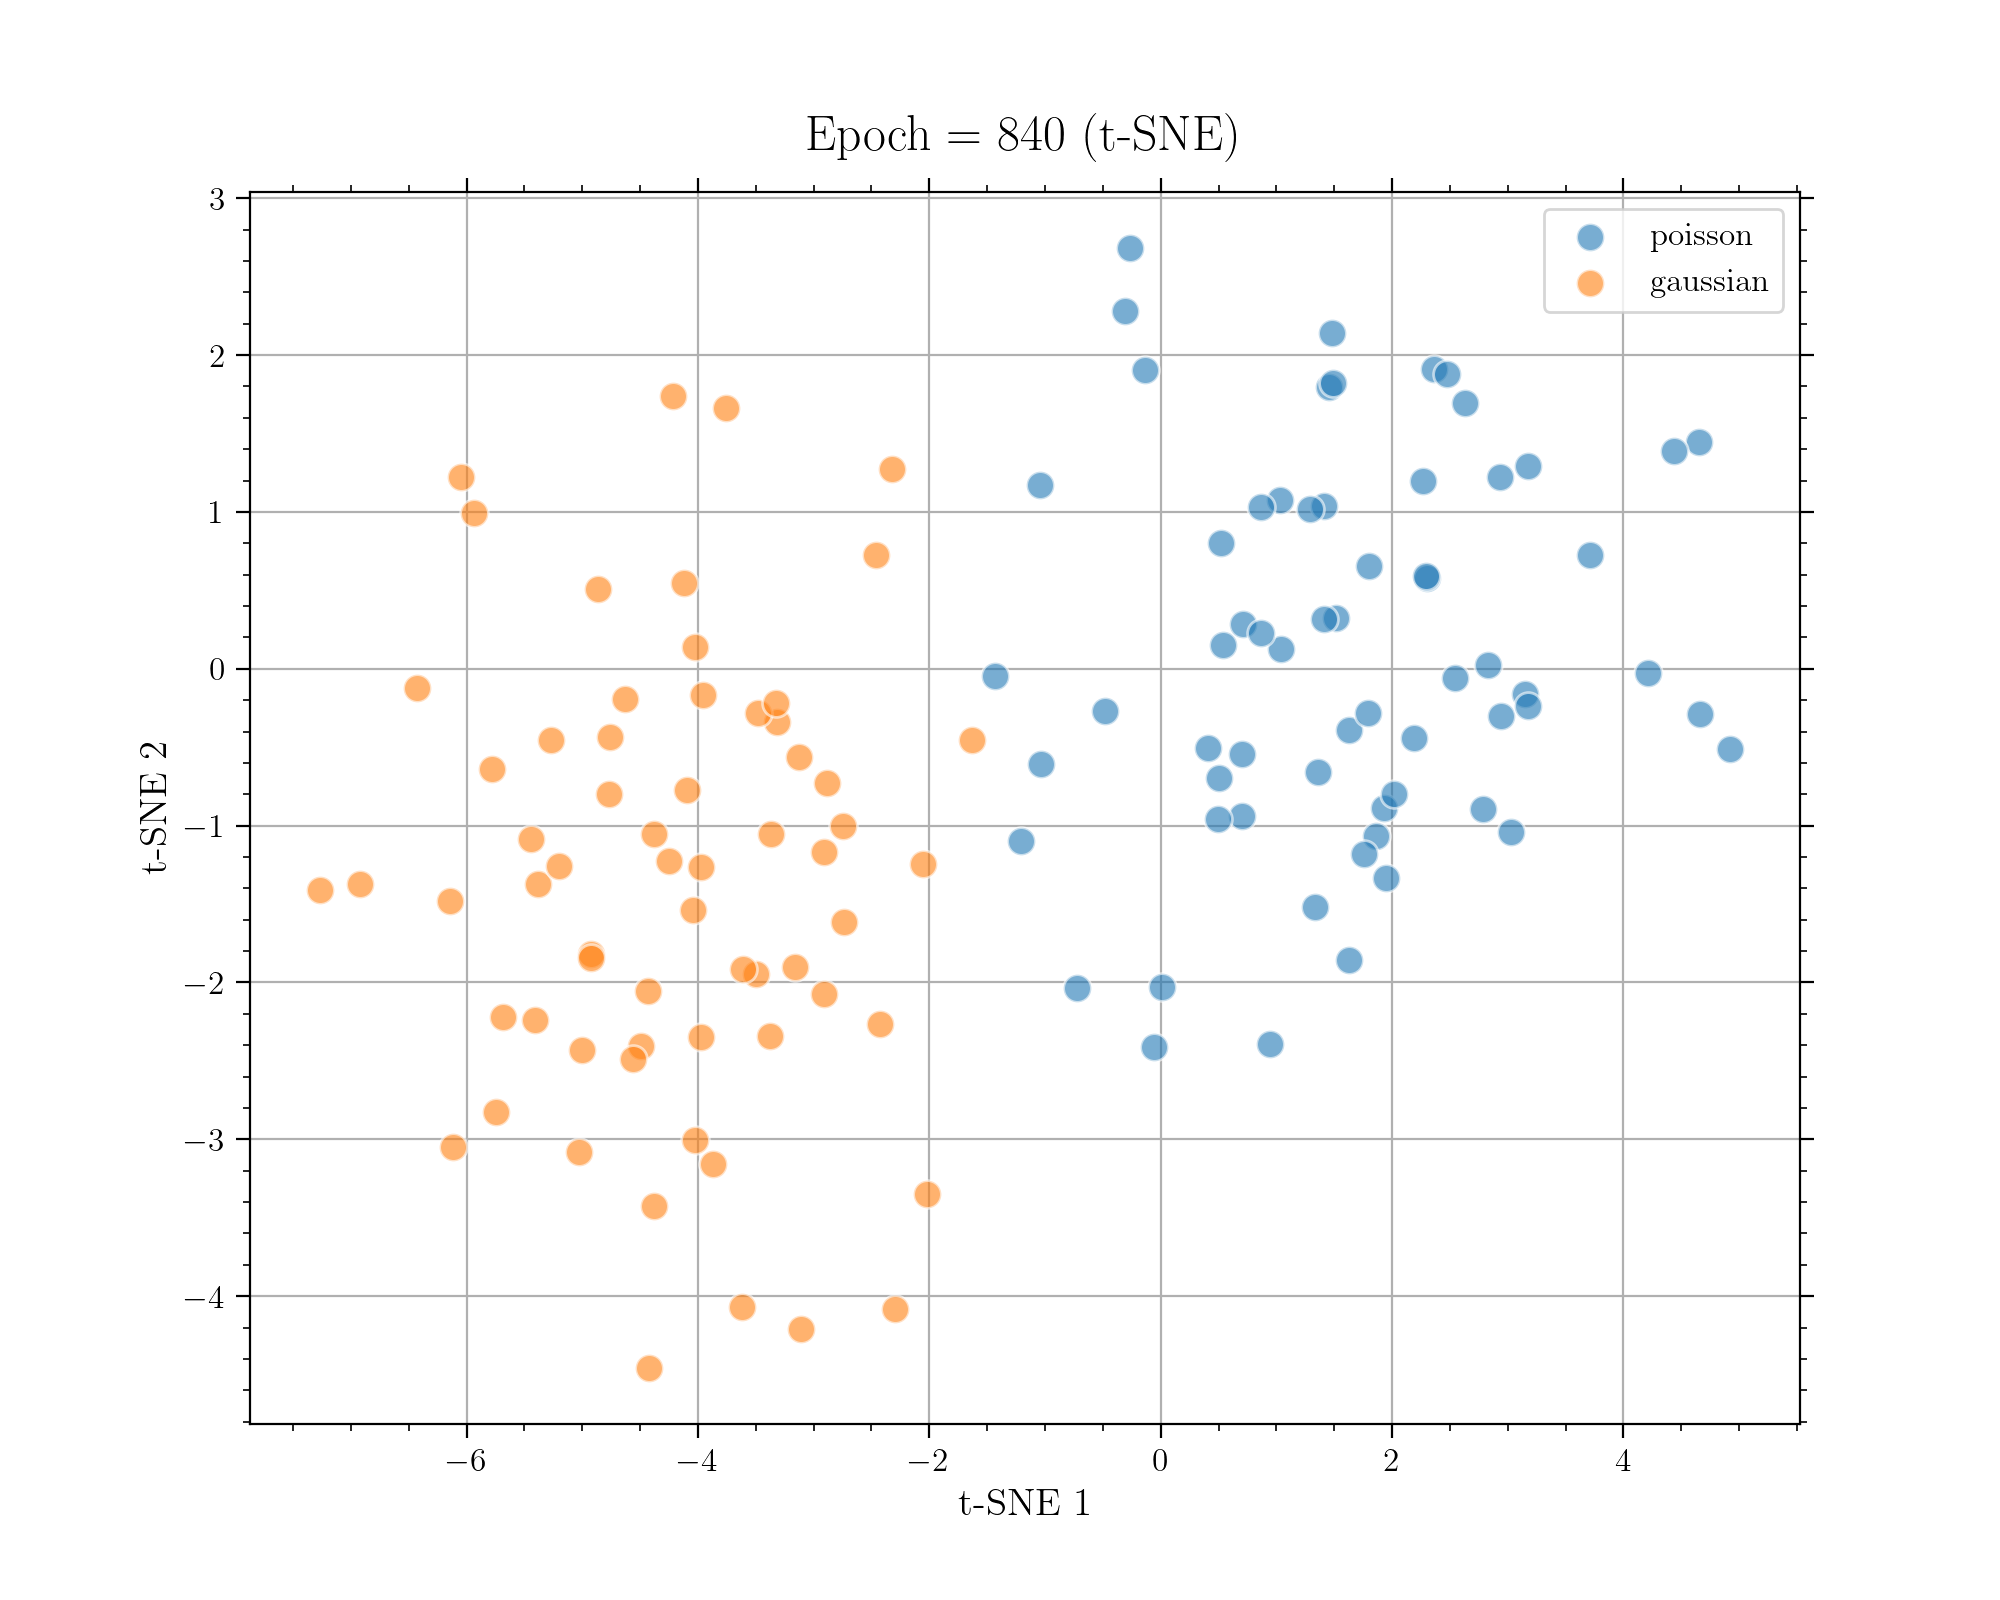 Epoch = 840 (t-SNE)
poisson
gaussian
3
2
1
0
−1
−2
−3
−4
t-SNE 2
−6
−4
−2
0
2
4
t-SNE 1